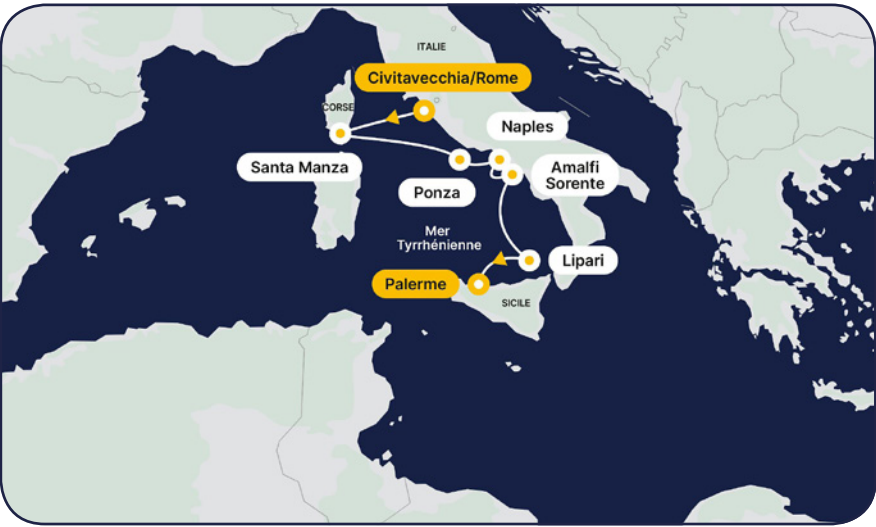 ITALIE
Civitavecchia/Rome
CORSE
Naples
Santa Manza
Amalfi
Sorente
Ponza
Mer
Tyrrhénienne
Lipari
Palerme
SICILE